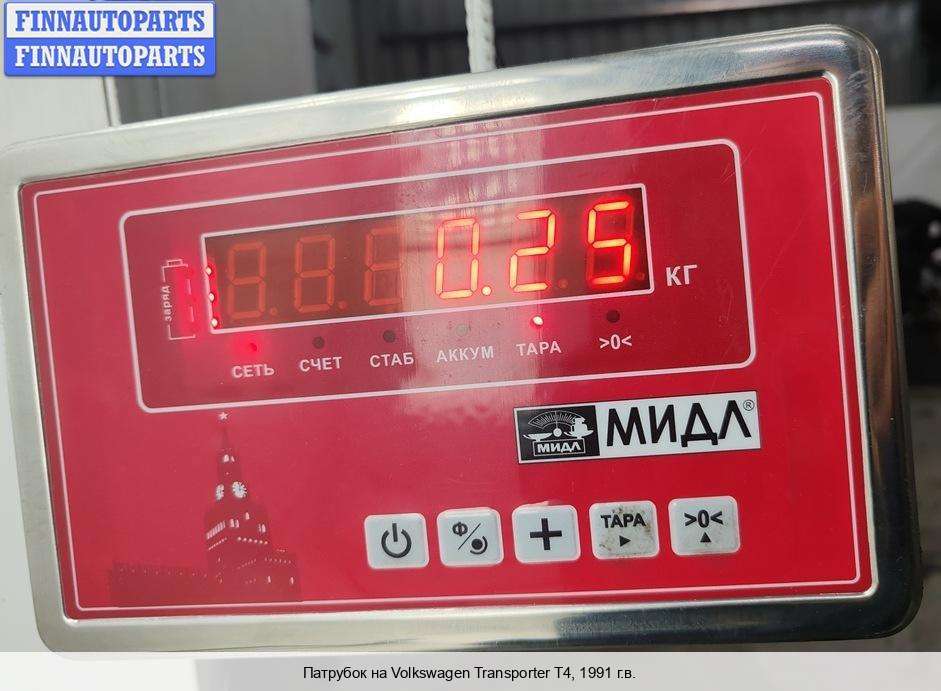 FINNAUTOPARTS
FINNAUTOPARTS
заряд
0.25
КГ
СЕТЬ СЧЕТ СТАБ АККУМ ТАРА >0<
МИДЛ МИДЛ®
Ф ТАРА >0<
Патрубок на Volkswagen Transporter T4, 1991 г.в.